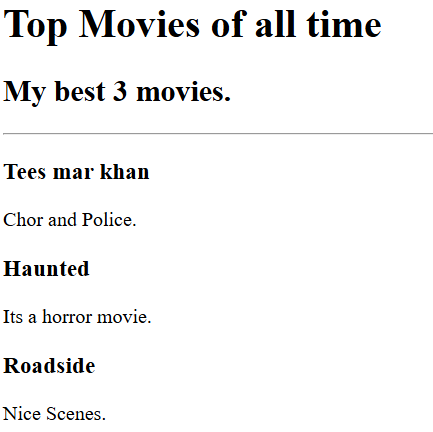 Top Movies of all time
My best 3 movies.
Tees mar khan
Chor and Police.
Haunted
Its a horror movie.
Roadside
Nice Scenes.